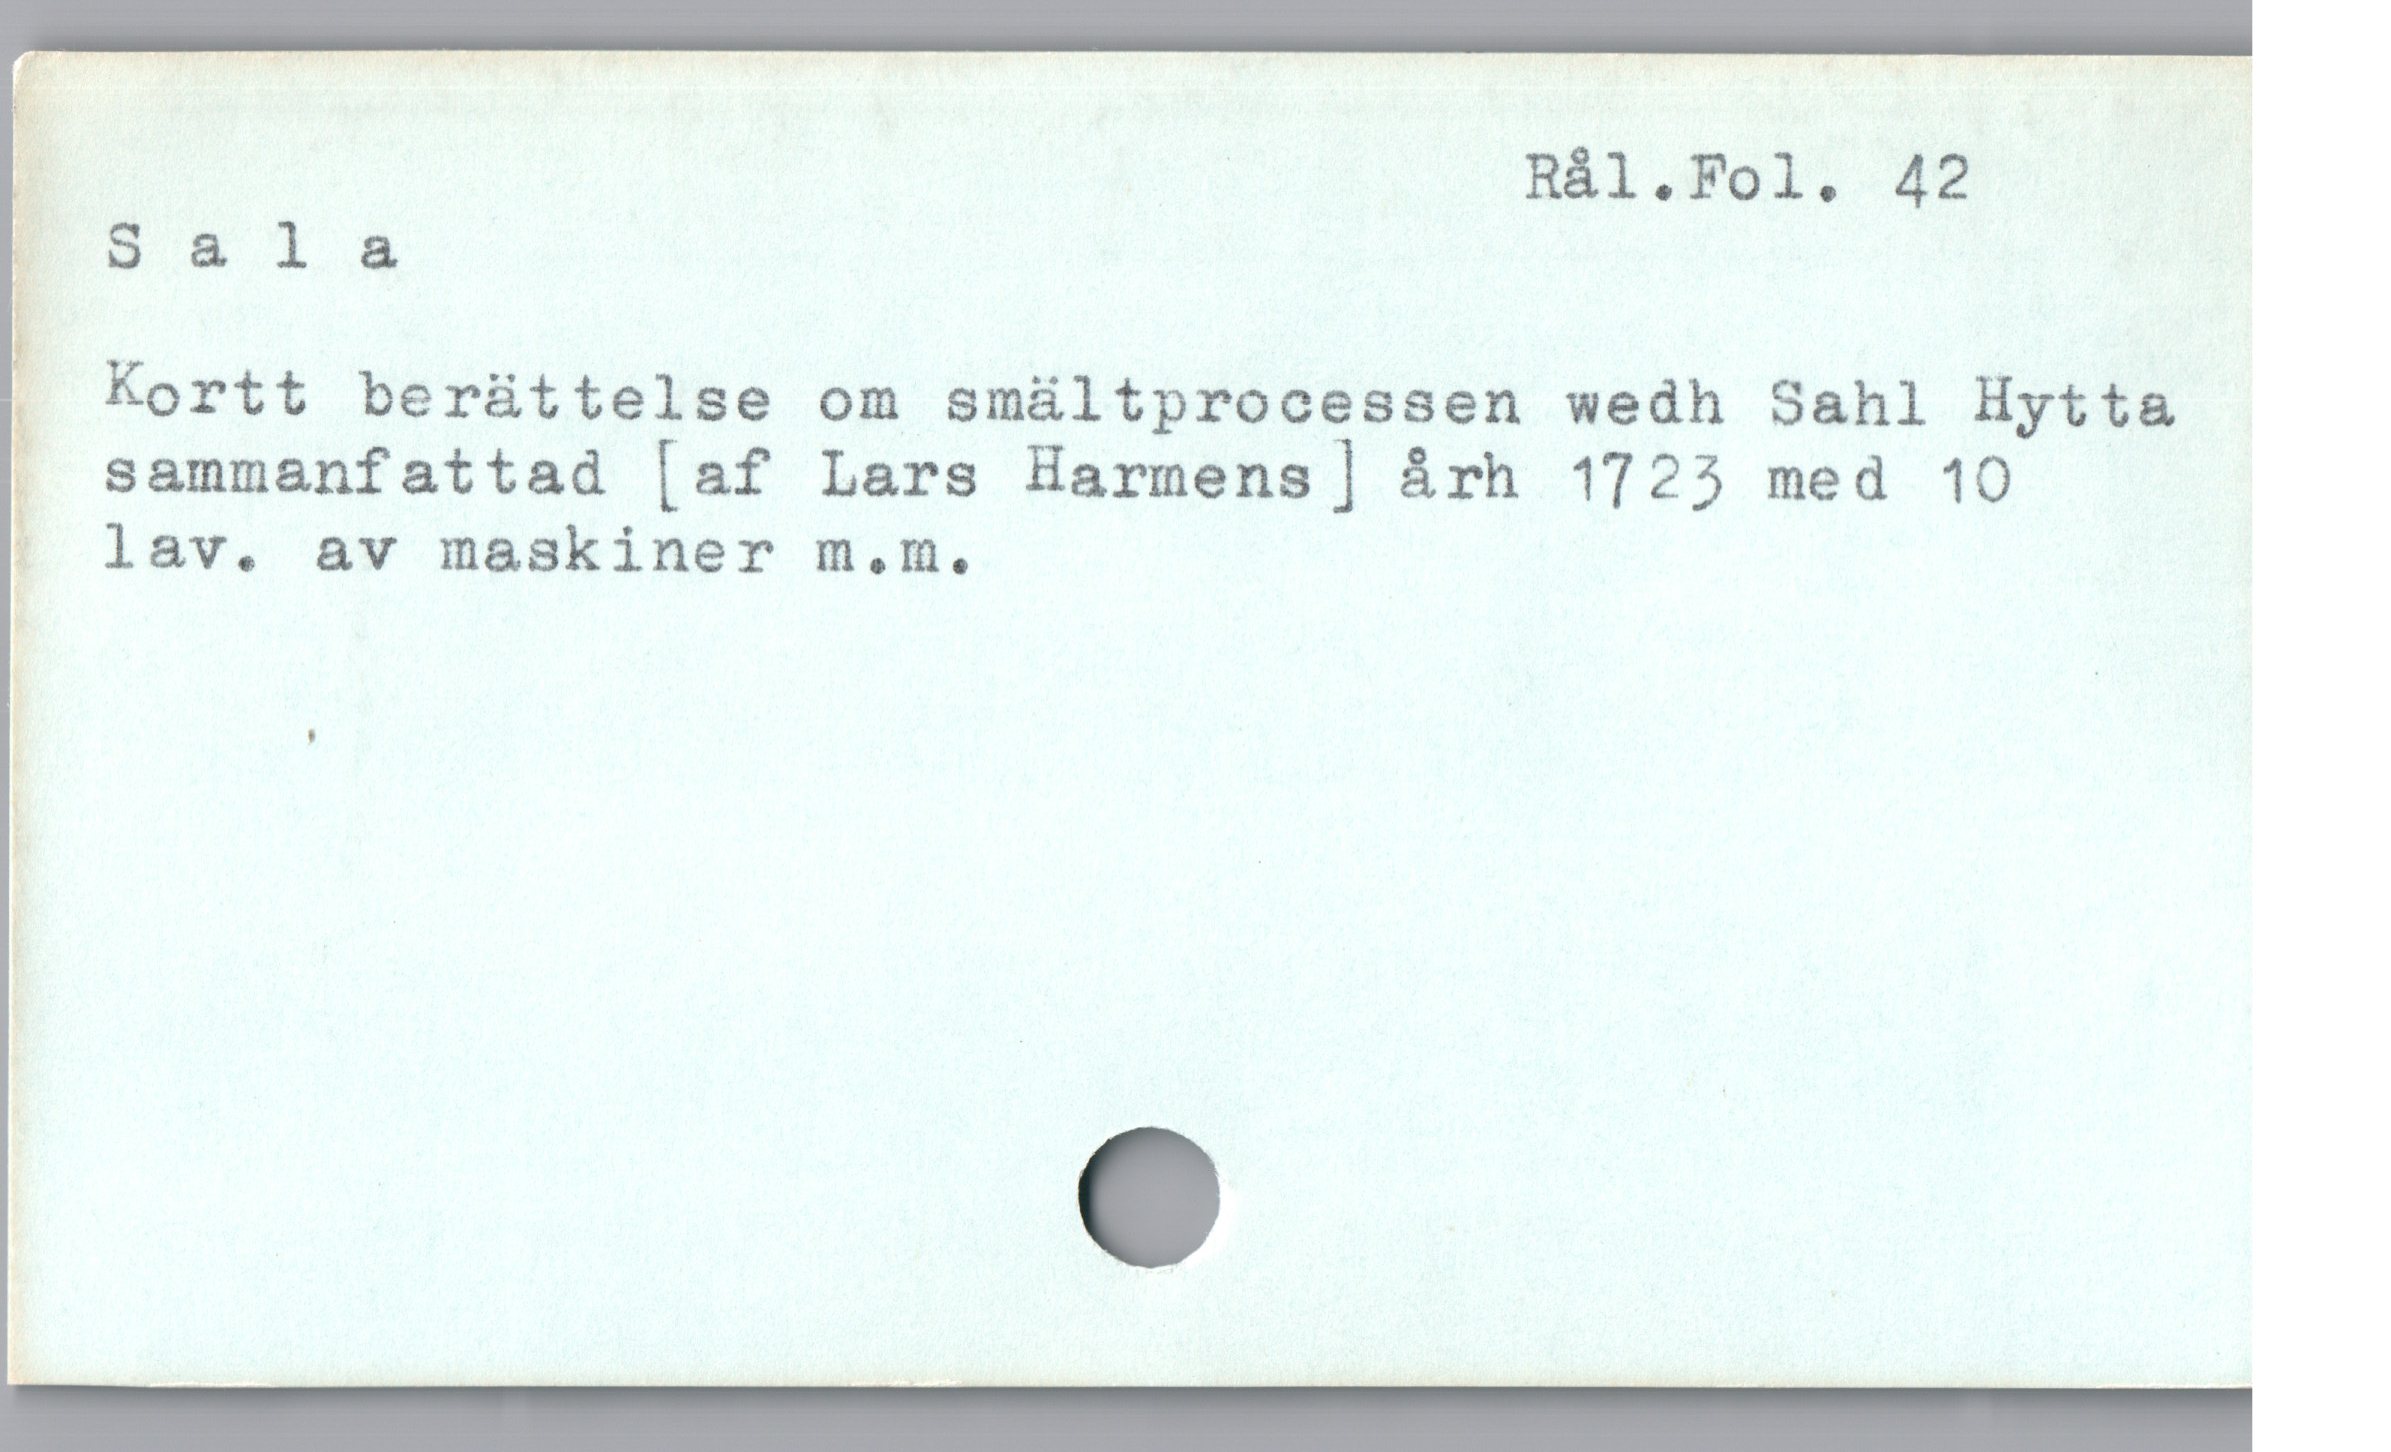 Rål.Fol. 42
S a l a
Kortt berättelse om smältprocessen wedh Sahl Hytta
sammanfattad [af Lars Harmens] årh 1723 med 10
lav. av maskiner m.m.